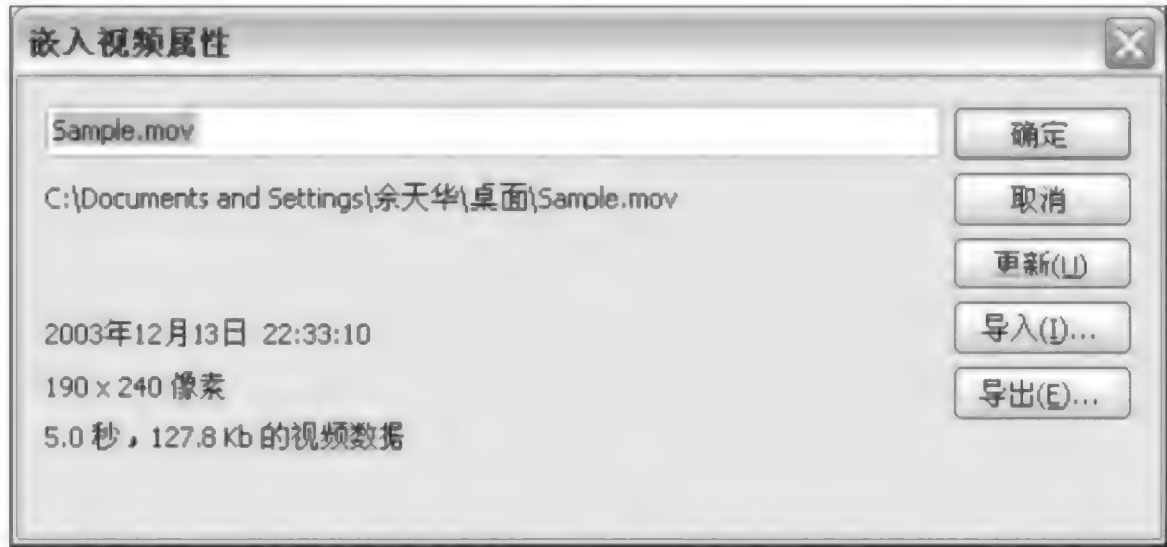 嵌入视频属性
Sample.mov
确定
C:\Documents and Settings\余天华\桌面\Sample.mov
取消
更新(U)
2003年12月13日 22:33:10
导入(I)...
190 x 240 像素
导出(E)...
5.0 秒，127.8 Kb 的视频数据